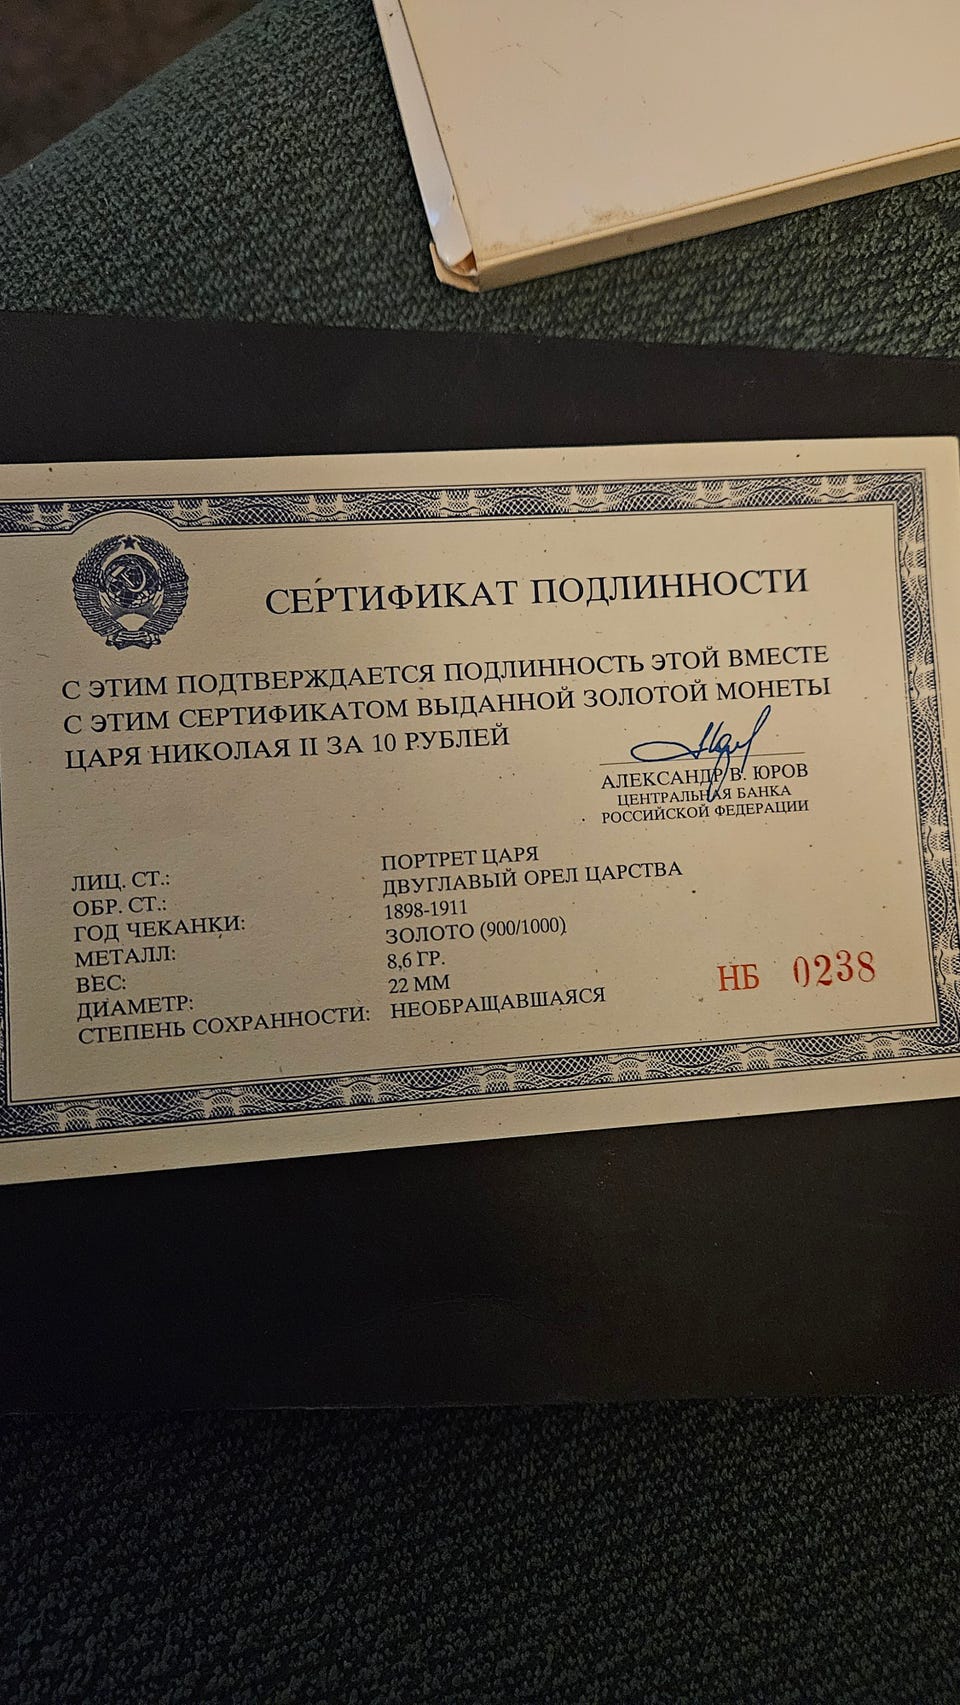 СЕРТИФИКАТ ПОДЛИННОСТИ
С ЭТИМ ПОДТВЕРЖДАЕТСЯ ПОДЛИННОСТЬ ЭТОЙ ВМЕСТЕ
С ЭТИМ СЕРТИФИКАТОМ ВЫДАННОЙ ЗОЛОТОЙ МОНЕТЫ
ЦАРЯ НИКОЛАЯ II ЗА 10 РУБЛЕЙ
АЛЕКСАНДР В. ЮРОВ
ЦЕНТРАЛЬНАЯ БАНКА
РОССИЙСКОЙ ФЕДЕРАЦИИ
ЛИЦ. СТ.: ПОРТРЕТ ЦАРЯ
ОБР. СТ.: ДВУГЛАВЫЙ ОРЕЛ ЦАРСТВА
ГОД ЧЕКАНКИ: 1898-1911
МЕТАЛЛ: ЗОЛОТО (900/1000)
ВЕС: 8,6 ГР.
ДИАМЕТР: 22 ММ
СТЕПЕНЬ СОХРАННОСТИ: НЕОБРАЩАВШАЯСЯ
НБ 0238